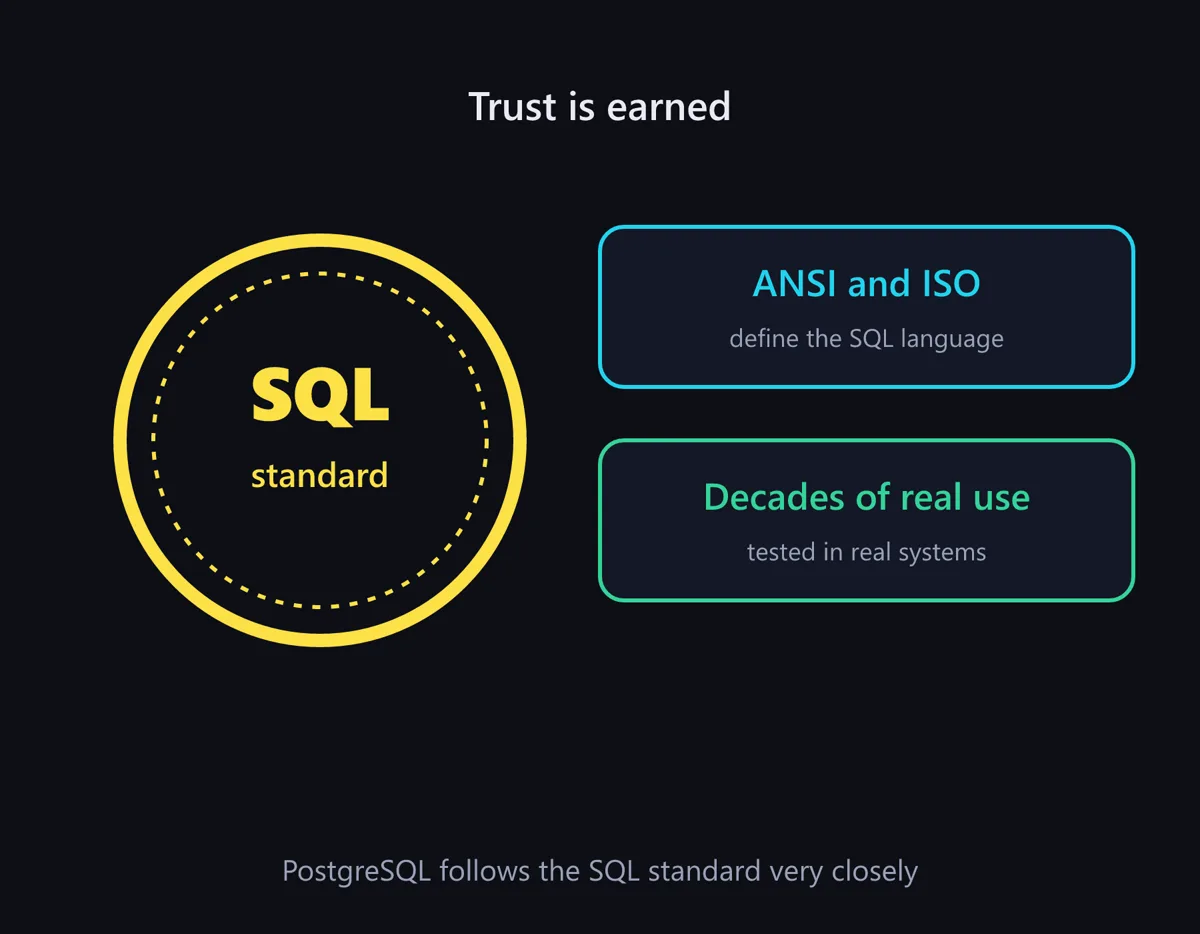 Trust is earned
SQL
standard
ANSI and ISO
define the SQL language
Decades of real use
tested in real systems
PostgreSQL follows the SQL standard very closely